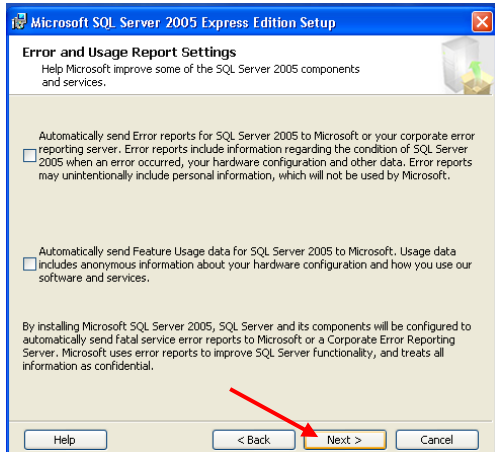 Microsoft SQL Server 2005 Express Edition Setup
Error and Usage Report Settings
Help Microsoft improve some of the SQL Server 2005 components
and services.
Automatically send Error reports for SQL Server 2005 to Microsoft or your corporate error
reporting server. Error reports include information regarding the condition of SQL Server
2005 when an error occurred, your hardware configuration and other data. Error reports
may unintentionally include personal information, which will not be used by Microsoft.
Automatically send Feature Usage data for SQL Server 2005 to Microsoft. Usage data
includes anonymous information about your hardware configuration and how you use our
software and services.
By installing Microsoft SQL Server 2005, SQL Server and its components will be configured to
automatically send fatal service error reports to Microsoft or a Corporate Error Reporting
Server. Microsoft uses error reports to improve SQL Server functionality, and treats all
information as confidential.
Help < Back Next > Cancel